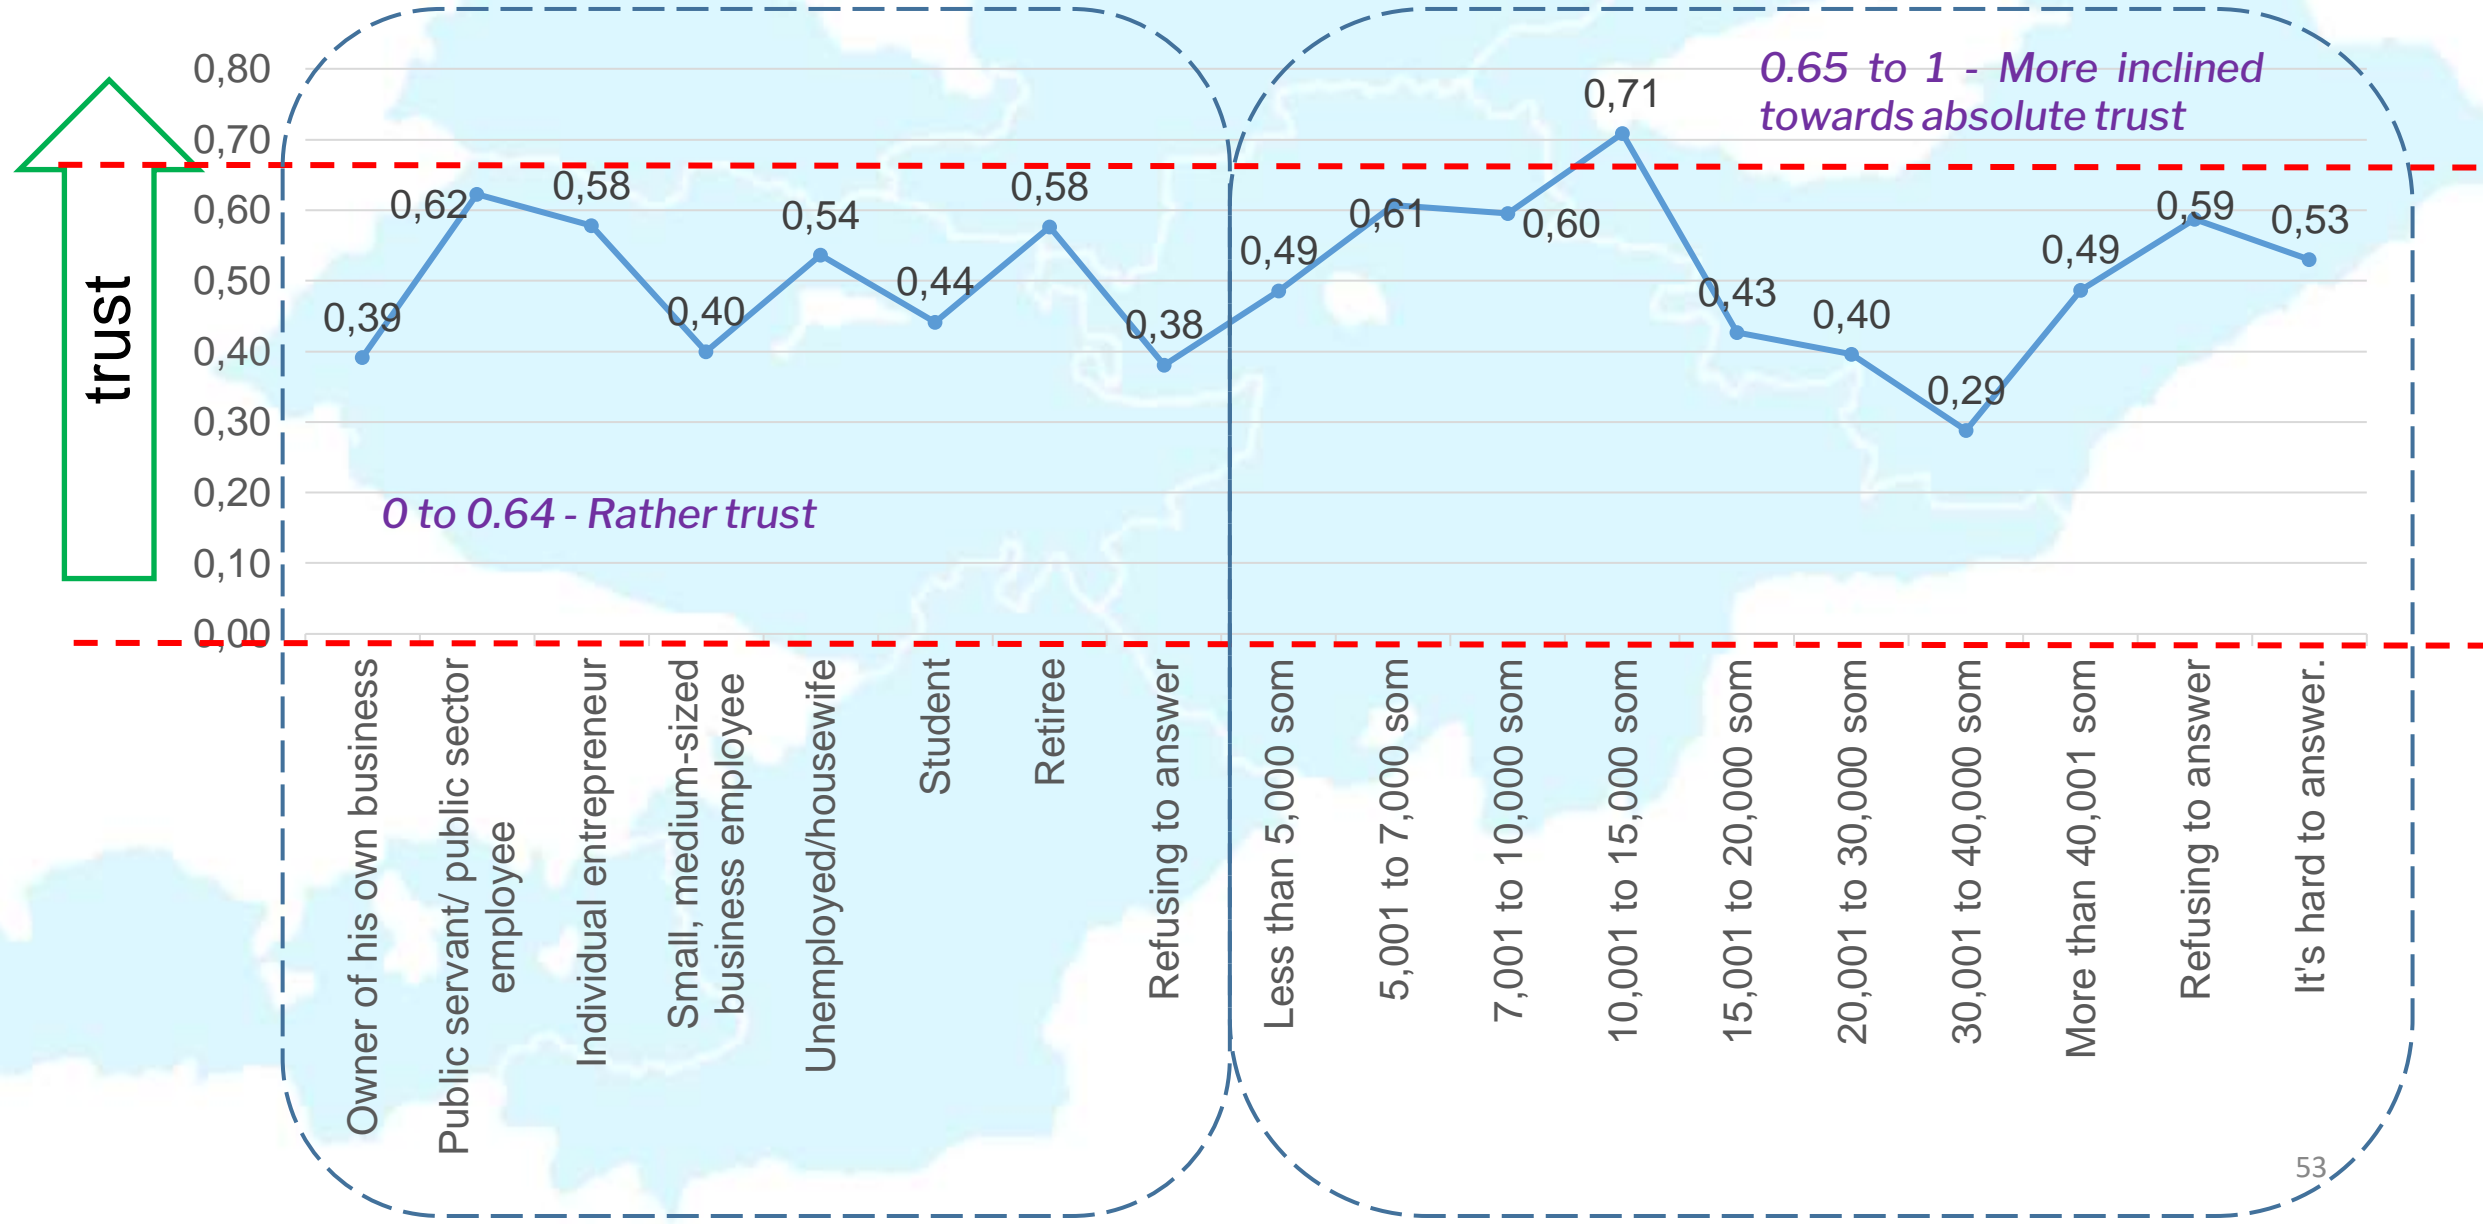 0.65 to 1 - More inclined
towards absolute trust
0,80
0,70
0,60
0,50
0,40
0,30
0,20
0,10
0,00
trust
0,39
0,62
0,58
0,40
0,54
0,44
0,58
0,38
0,49
0,61
0,60
0,71
0,43
0,40
0,29
0,49
0,59
0,53
0 to 0.64 - Rather trust
Owner of his own business
Public servant/ public sector
employee
Individual entrepreneur
Small, medium-sized
business employee
Unemployed/housewife
Student
Retiree
Refusing to answer
Less than 5,000 som
5,001 to 7,000 som
7,001 to 10,000 som
10,001 to 15,000 som
15,001 to 20,000 som
20,001 to 30,000 som
30,001 to 40,000 som
More than 40,001 som
Refusing to answer
It's hard to answer.
53